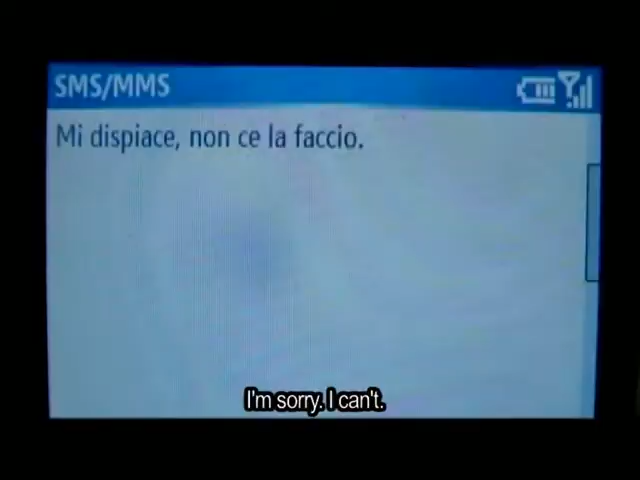 SMS/MMS
Mi dispiace, non ce la faccio.
I'm sorry. I can't.